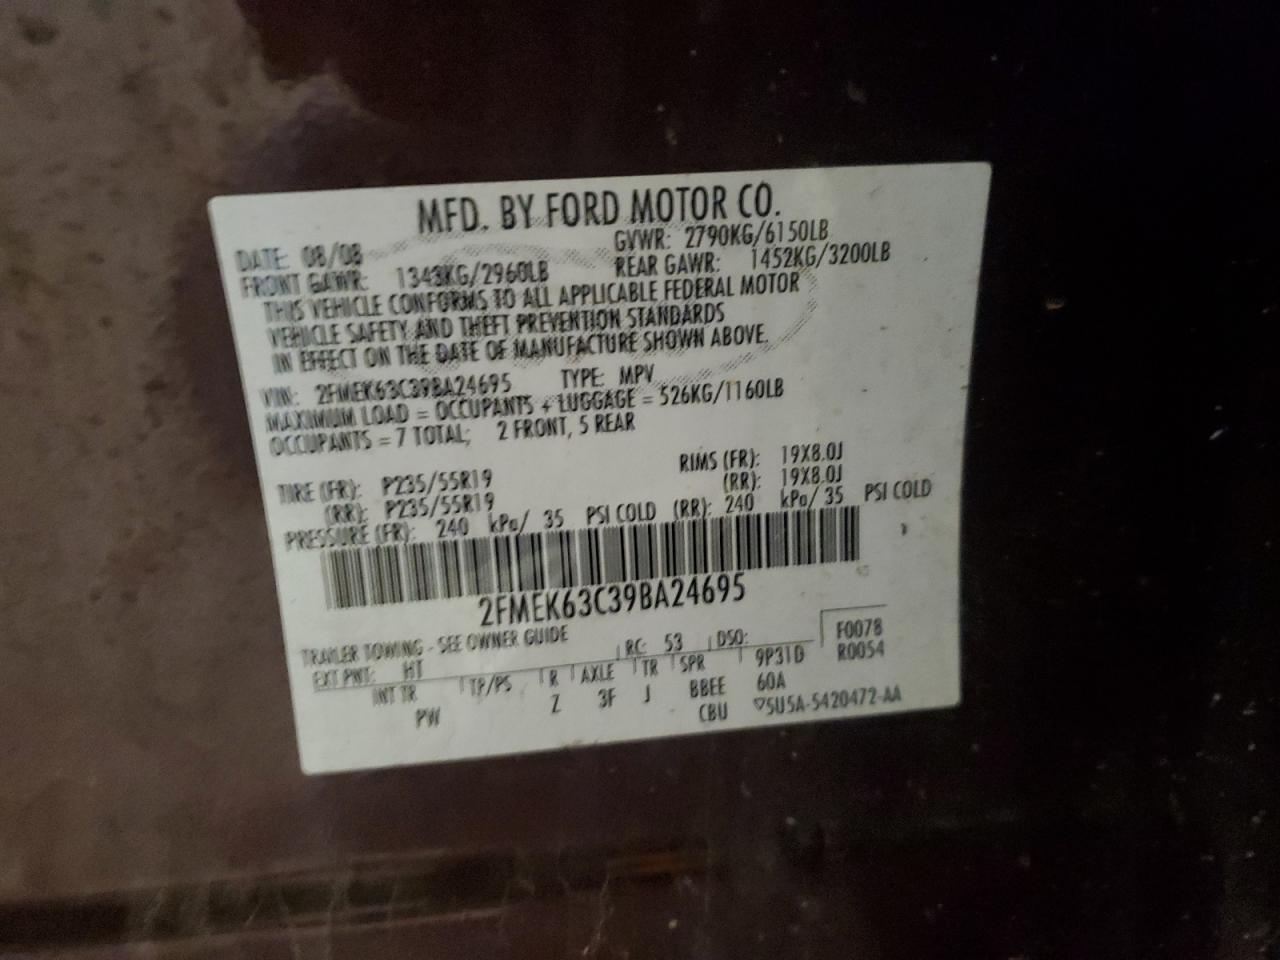 MFD. BY FORD MOTOR CO.
DATE: 08/08 GVWR: 2790KG/6150LB
FRONT GAWR: 1343KG/2960LB REAR GAWR: 1452KG/3200LB
THIS VEHICLE CONFORMS TO ALL APPLICABLE FEDERAL MOTOR
VEHICLE SAFETY AND THEFT PREVENTION STANDARDS
IN EFFECT ON THE DATE OF MANUFACTURE SHOWN ABOVE.
VIN: 2FMEK63C39BA24695 TYPE: MPV
MAXIMUM LOAD = OCCUPANTS + LUGGAGE = 526KG/1160LB
OCCUPANTS = 7 TOTAL; 2 FRONT, 5 REAR
TIRE (FR): P235/55R19 RIMS (FR): 19X8.0J
(RR): P235/55R19 (RR): 19X8.0J
PRESSURE (FR): 240 kPa/ 35 PSI COLD (RR): 240 kPa/ 35 PSI COLD
2FMEK63C39BA24695
TRAILER TOWING - SEE OWNER GUIDE
EXT PNT: HT RC: 53 DSO: F0078
INT TR TP/PS R AXLE TR SPR 9P31D R0054
PW Z 3F J BBEE 60A
CBU ▽5U5A-5420472-AA